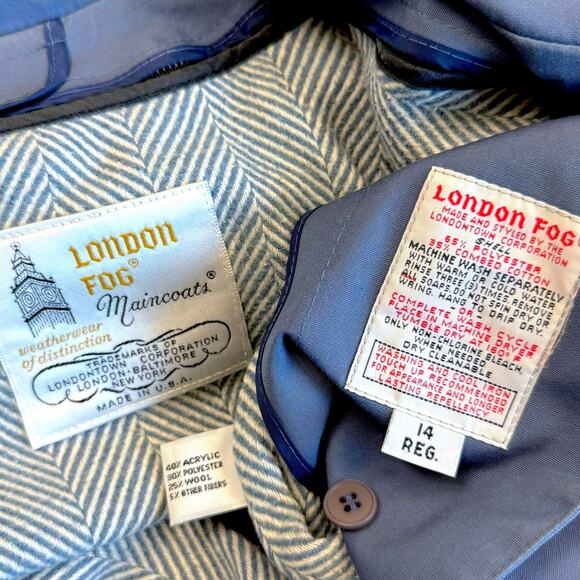 LONDON
FOG®
Maincoats®
weatherwear
of distinction
TRADEMARKS OF
LONDONTOWN CORPORATION
LONDON-BALTIMORE
NEW YORK
MADE IN U.S.A.
40% ACRYLIC
30% POLYESTER
25% WOOL
5% OTHER FIBERS
LONDON FOG
MADE AND STYLED BY THE
LONDONTOWN CORPORATION
SHELL
65% POLYESTER
35% COMBED COTTON
MACHINE WASH SEPARATELY
WITH WARM OR COLD WATER
RINSE THREE (3) TIMES, REMOVE
ALL SOAPS DO NOT SPIN DRY OR
WRING. HANG TO DRIP DRY OR
COMPLETE WASH CYCLE
PLACE IN MACHINE DRYER
TUMBLE DRY AT 160° F.
ONLY NON-CHLORINE BLEACH,
WHEN NEEDED
DRY CLEANABLE
WASHING AND COOL IRON
TOUCH UP RECOMMENDED
FOR APPEARANCE AND LONGER
LASTING REPELLENCY
14
REG.